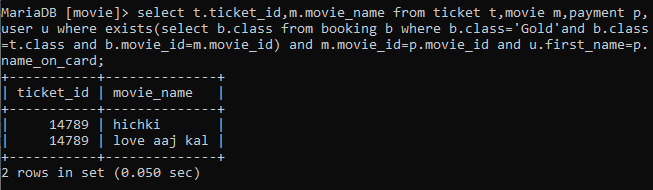 MariaDB [movie]> select t.ticket_id,m.movie_name from ticket t,movie m,payment p,
user u where exists(select b.class from booking b where b.class='Gold'and b.class
=t.class and b.movie_id=m.movie_id) and m.movie_id=p.movie_id and u.first_name=p.
name_on_card;
+-----------+--------------+
| ticket_id | movie_name   |
+-----------+--------------+
|     14789 | hichki       |
|     14789 | love aaj kal |
+-----------+--------------+
2 rows in set (0.050 sec)